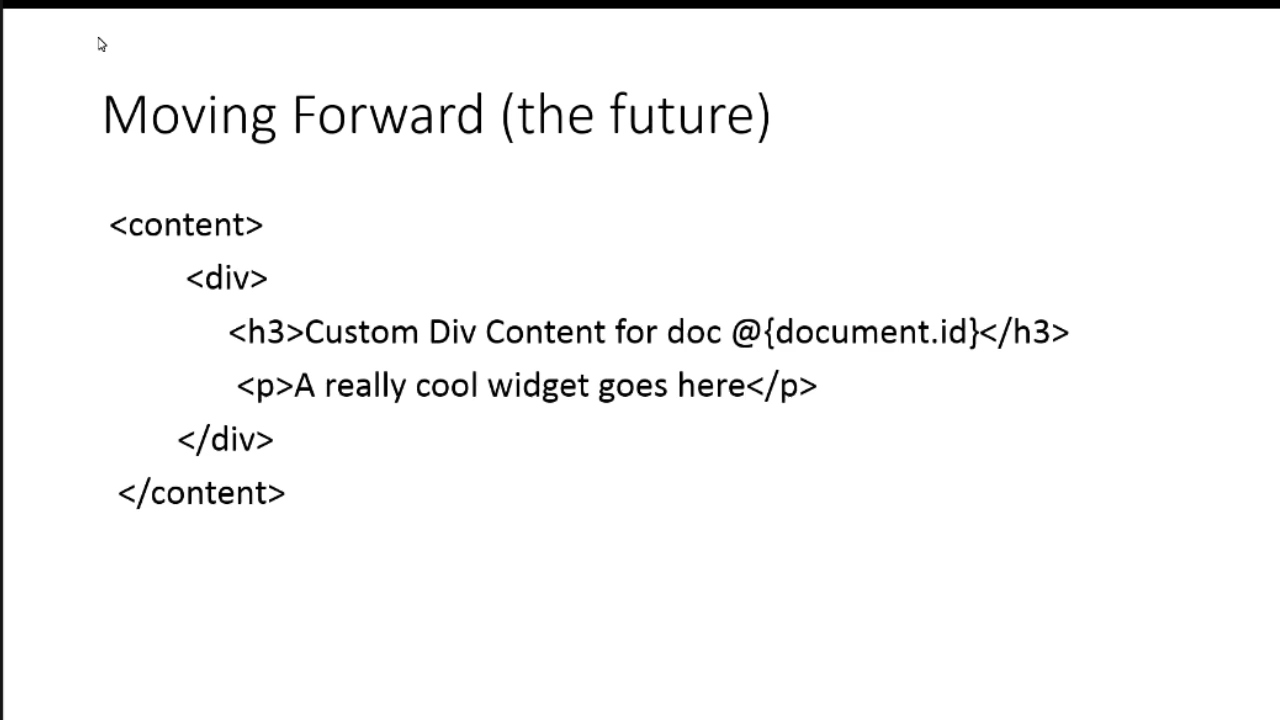 Moving Forward (the future)
<content>
<div>
<h3>Custom Div Content for doc @{document.id}</h3>
<p>A really cool widget goes here</p>
</div>
</content>